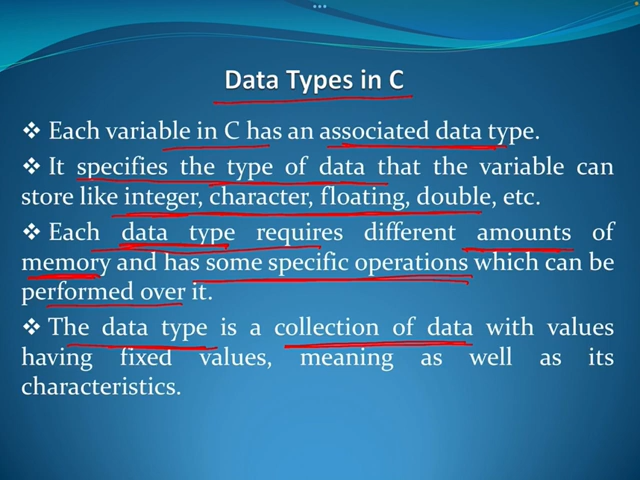 Data Types in C
❖ Each variable in C has an associated data type.
❖ It specifies the type of data that the variable can
store like integer, character, floating, double, etc.
❖ Each data type requires different amounts of
memory and has some specific operations which can be
performed over it.
❖ The data type is a collection of data with values
having fixed values, meaning as well as its
characteristics.